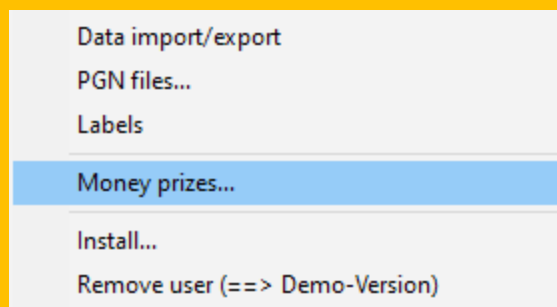 Data import/export
PGN files...
Labels
Money prizes...
Install...
Remove user (==> Demo-Version)